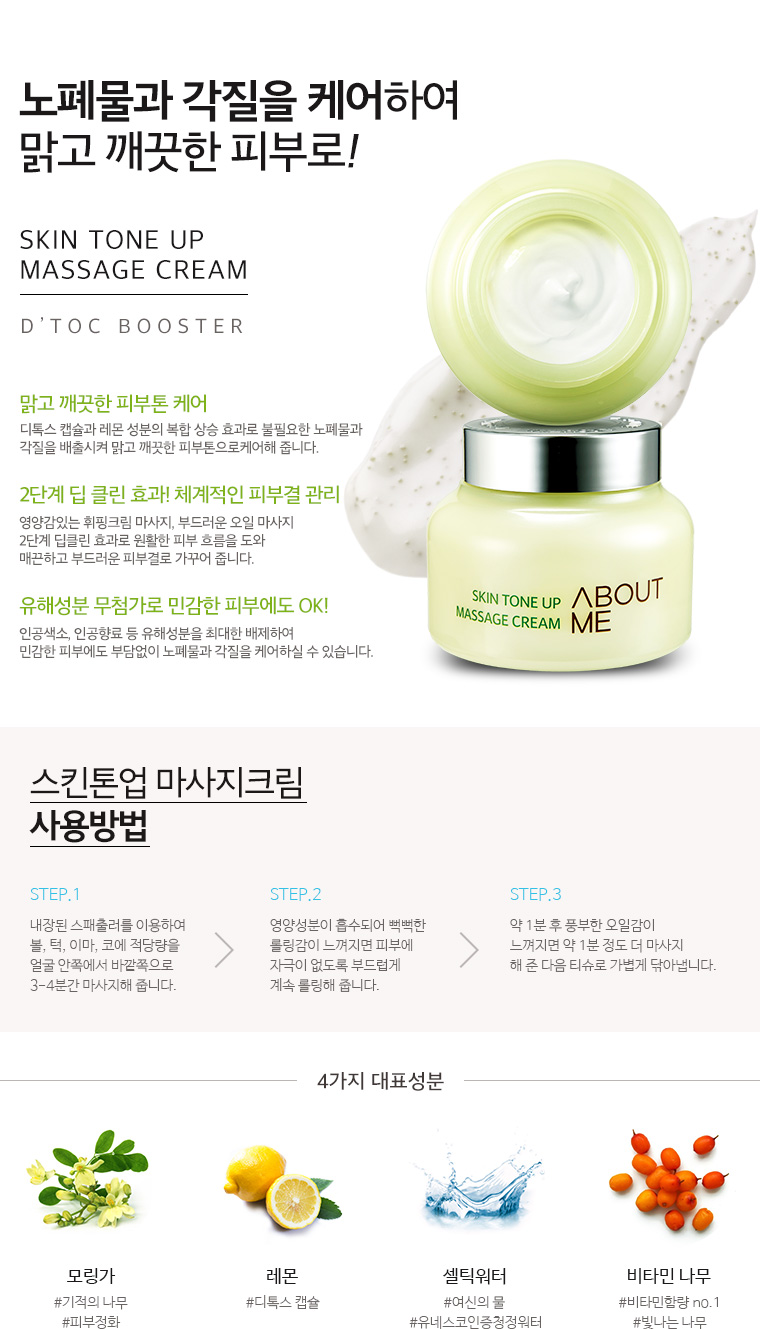 노폐물과 각질을 케어하여
맑고 깨끗한 피부로!
SKIN TONE UP
MASSAGE CREAM
D'TOC BOOSTER
맑고 깨끗한 피부톤 케어
디톡스 캡슐과 레몬 성분의 복합 상승 효과로 불필요한 노폐물과
각질을 배출시켜 맑고 깨끗한 피부톤으로케어해 줍니다.
2단계 딥 클린 효과! 체계적인 피부결 관리
영양감있는 휘핑크림 마사지, 부드러운 오일 마사지
2단계 딥클린 효과로 원활한 피부 흐름을 도와
매끈하고 부드러운 피부결로 가꾸어 줍니다.
유해성분 무첨가로 민감한 피부에도 OK!
인공색소, 인공향료 등 유해성분을 최대한 배제하여
민감한 피부에도 부담없이 노폐물과 각질을 케어하실 수 있습니다.
SKIN TONE UP
MASSAGE CREAM
ABOUT
ME
스킨톤업 마사지크림
사용방법
STEP.1
내장된 스패츌러를 이용하여
볼, 턱, 이마, 코에 적당량을
얼굴 안쪽에서 바깥쪽으로
3-4분간 마사지해 줍니다.
STEP.2
영양성분이 흡수되어 뻑뻑한
롤링감이 느껴지면 피부에
자극이 없도록 부드럽게
계속 롤링해 줍니다.
STEP.3
약 1분 후 풍부한 오일감이
느껴지면 약 1분 정도 더 마사지
해 준 다음 티슈로 가볍게 닦아냅니다.
4가지 대표성분
모링가
#기적의 나무
#피부정화
레몬
#디톡스 캡슐
셀틱워터
#여신의 물
#유네스코인증청정워터
비타민 나무
#비타민함량 no.1
#빛나는 나무